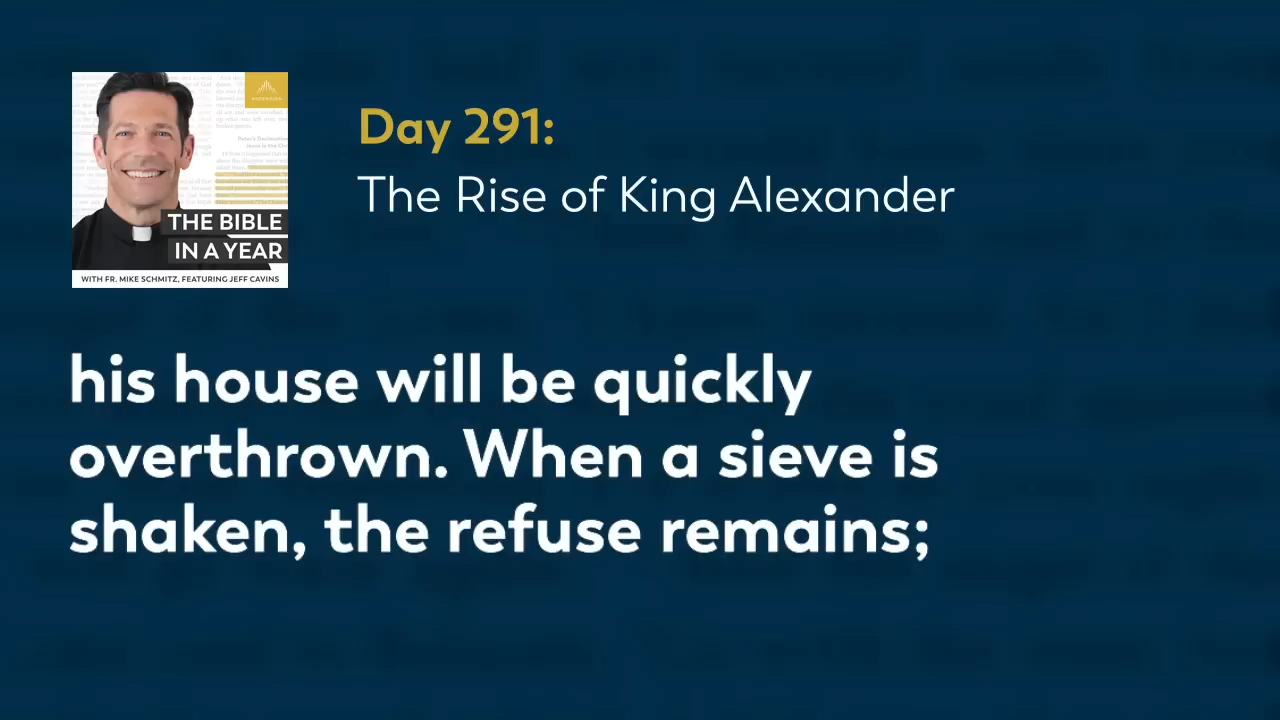 THE BIBLE
IN A YEAR
WITH FR. MIKE SCHMITZ, FEATURING JEFF CAVINS
Day 291:
The Rise of King Alexander
his house will be quickly
overthrown. When a sieve is
shaken, the refuse remains;